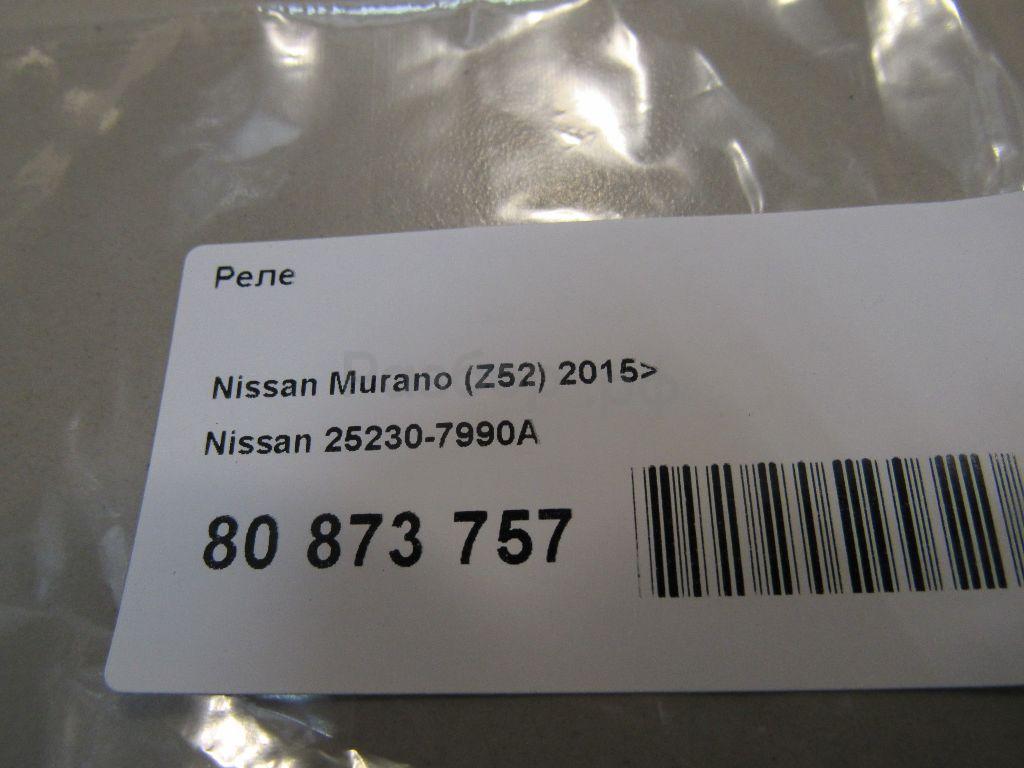 Реле
Nissan Murano (Z52) 2015>
Nissan 25230-7990A
80 873 757